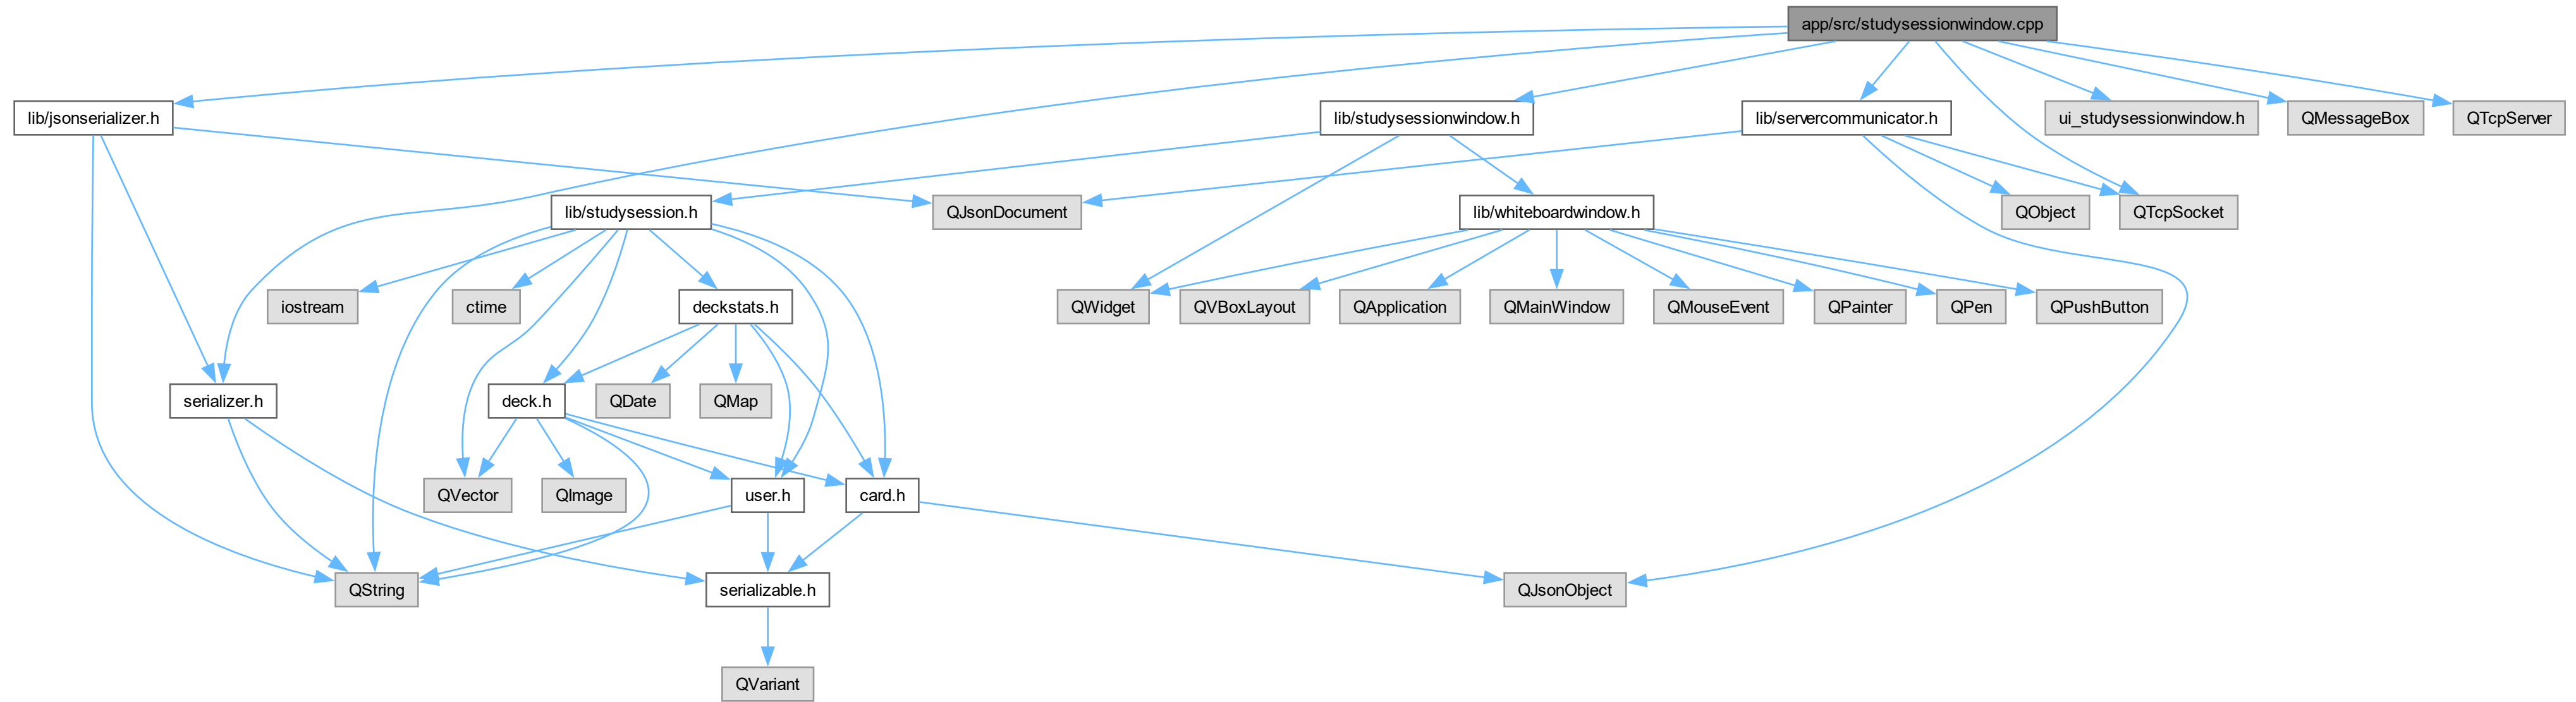 app/src/studysessionwindow.cpp
lib/jsonserializer.h
lib/studysessionwindow.h
lib/servercommunicator.h
ui_studysessionwindow.h
QMessageBox
QTcpServer
lib/studysession.h
QJsonDocument
lib/whiteboardwindow.h
QObject
QTcpSocket
iostream
ctime
deckstats.h
QWidget
QVBoxLayout
QApplication
QMainWindow
QMouseEvent
QPainter
QPen
QPushButton
serializer.h
deck.h
QDate
QMap
QVector
QImage
user.h
card.h
QString
serializable.h
QJsonObject
QVariant